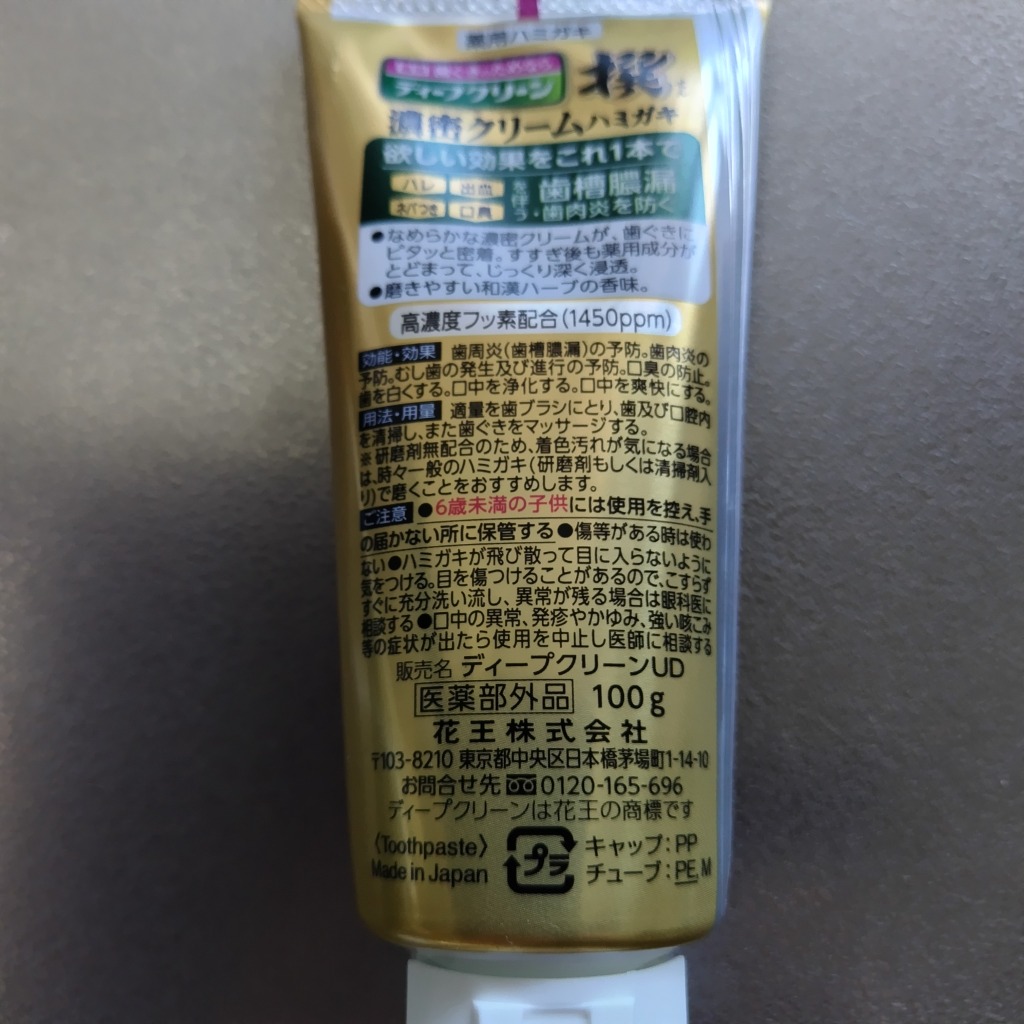 薬用ハミガキ
ディープクリーン 撰
濃密クリームハミガキ
欲しい効果をこれ1本で
ハレ 出血 を伴う 歯槽膿漏
ネバつき 口臭 ・歯肉炎を防ぐ
●なめらかな濃密クリームが、歯ぐきに
ピタッと密着。すすぎ後も薬用成分が
とどまって、じっくり深く浸透。
●磨きやすい和漢ハーブの香味。
高濃度フッ素配合(1450ppm)
効能・効果 歯周炎(歯槽膿漏)の予防。歯肉炎の
予防。むし歯の発生及び進行の予防。口臭の防止。
歯を白くする。口中を浄化する。口中を爽快にする。
用法・用量 適量を歯ブラシにとり、歯及び口腔内
を清掃し、また歯ぐきをマッサージする。
※研磨剤無配合のため、着色汚れが気になる場合
は、時々一般のハミガキ(研磨剤もしくは清掃剤入
り)で磨くことをおすすめします。
ご注意 ●6歳未満の子供には使用を控え、手
の届かない所に保管する●傷等がある時は使わ
ない●ハミガキが飛び散って目に入らないように
気をつける。目を傷つけることがあるので、こすらず
すぐに充分洗い流し、異常が残る場合は眼科医に
相談する●口中の異常、発疹やかゆみ、強い咳こみ
等の症状が出たら使用を中止し医師に相談する
販売名 ディープクリーンUD
医薬部外品 100g
花王株式会社
〒103-8210 東京都中央区日本橋茅場町1-14-10
お問合せ先 0120-165-696
ディープクリーンは花王の商標です
〈Toothpaste〉 プラ キャップ:PP
Made in Japan チューブ:PE,M